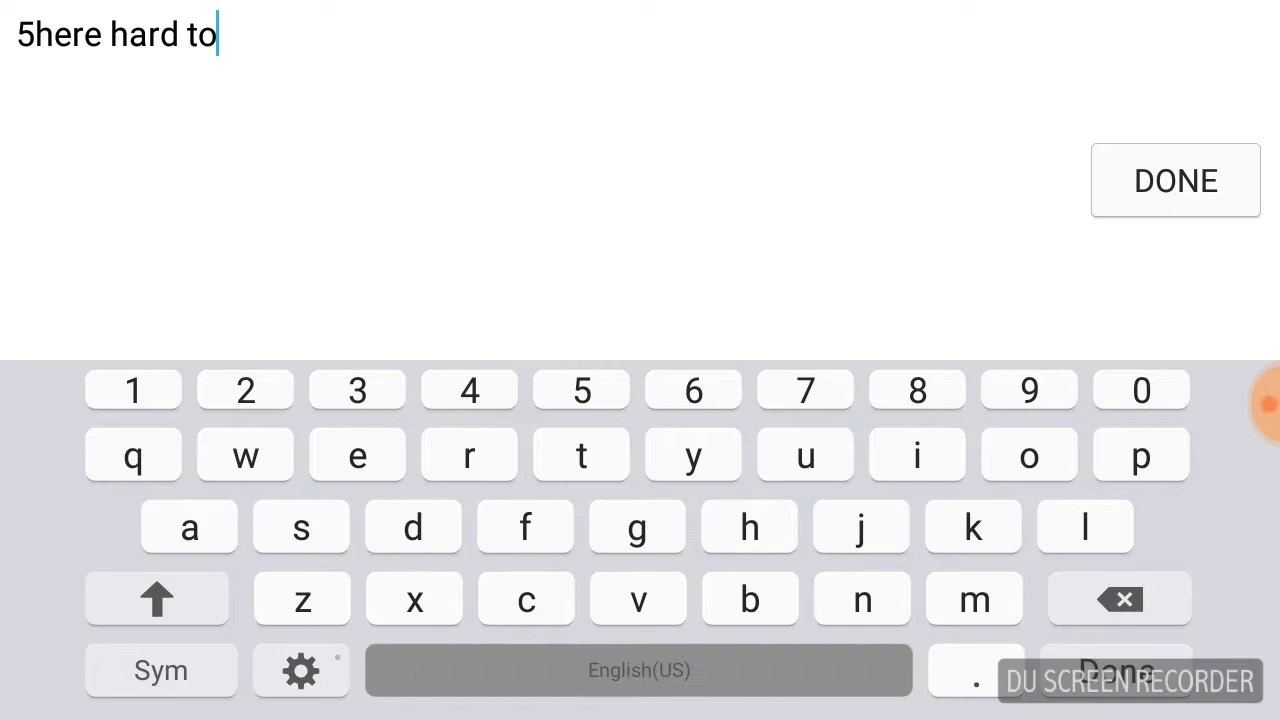 5here hard to
DONE
1 2 3 4 5 6 7 8 9 0
q w e r t y u i o p
a s d f g h j k l
z x c v b n m
Sym English(US) . Done
DU SCREEN RECORDER